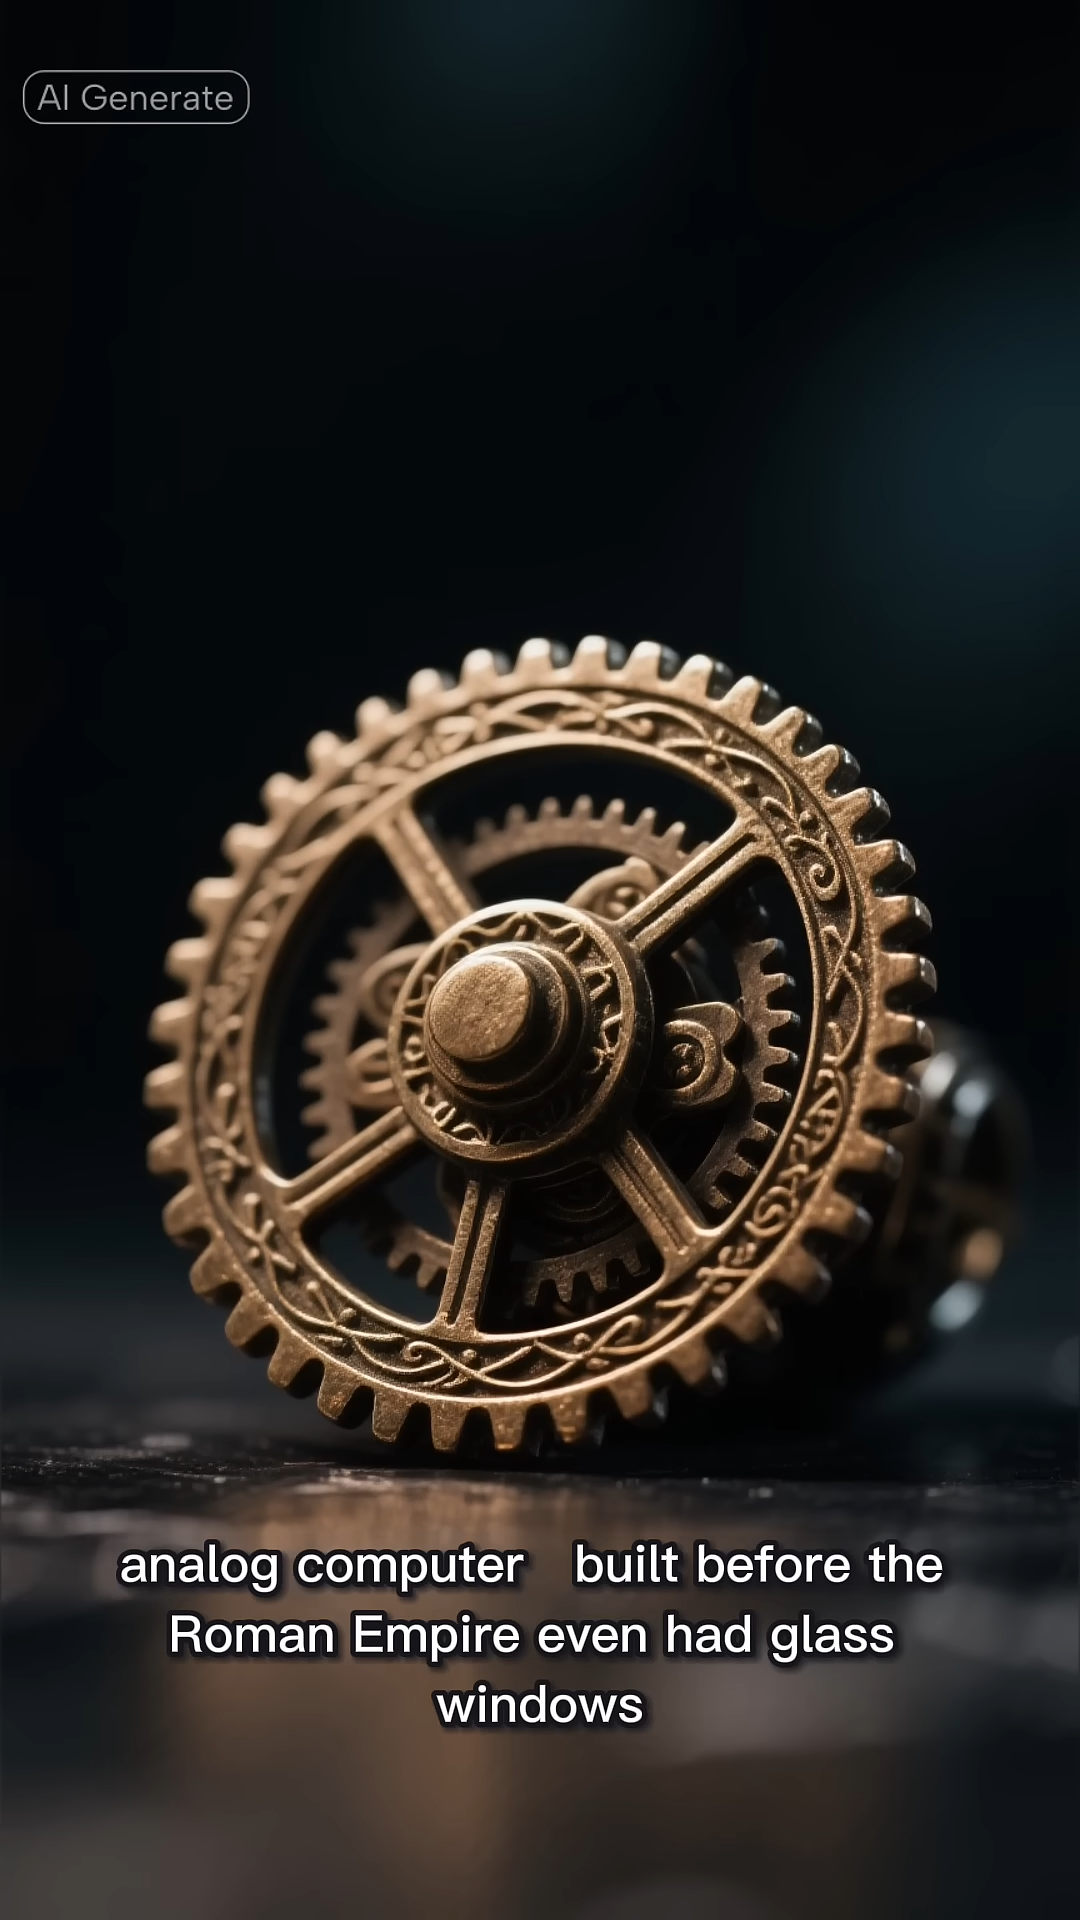 AI Generate
analog computer built before the
Roman Empire even had glass
windows